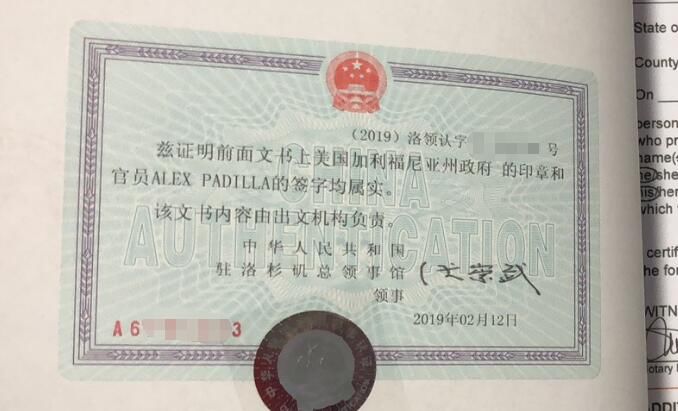 State o
County
On
person
who pr
name(s
he/she
his/her
which t
certif
the for
WITN
ADDITI
(2019) 洛领认字 号
兹证明前面文书上美国加利福尼亚州政府 的印章和
官员ALEX PADILLA的签字均属实。
该文书内容由出文机构负责。
CHINA
AUTHENTICATION
中华人民共和国
驻洛杉矶总领事馆
领事
2019年02月12日
A 6 3